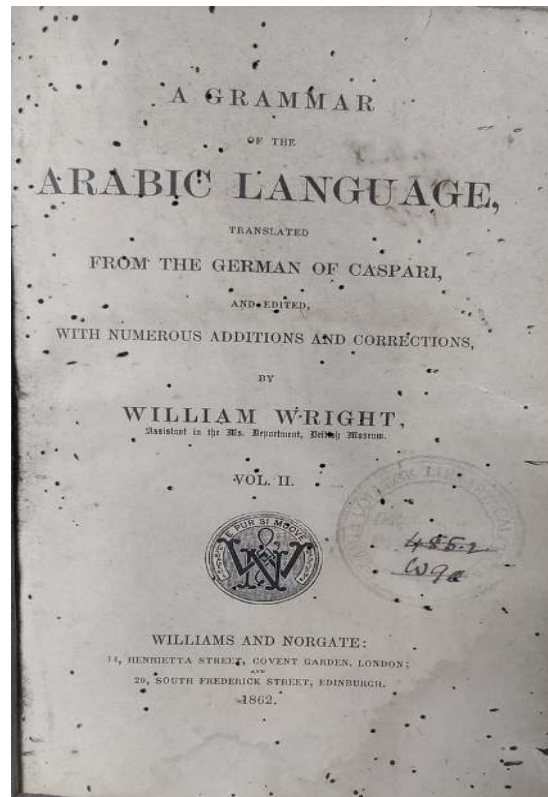 A GRAMMAR
OF THE
ARABIC LANGUAGE,
TRANSLATED
FROM THE GERMAN OF CASPARI,
AND EDITED,
WITH NUMEROUS ADDITIONS AND CORRECTIONS,
BY
WILLIAM WRIGHT,
Assistant in the Ms. Department, British Museum.
VOL. II.
E PUR SI MUOVE
WN
WILLIAMS AND NORGATE:
14, HENRIETTA STREET, COVENT GARDEN, LONDON;
AND
20, SOUTH FREDERICK STREET, EDINBURGH.
1862.